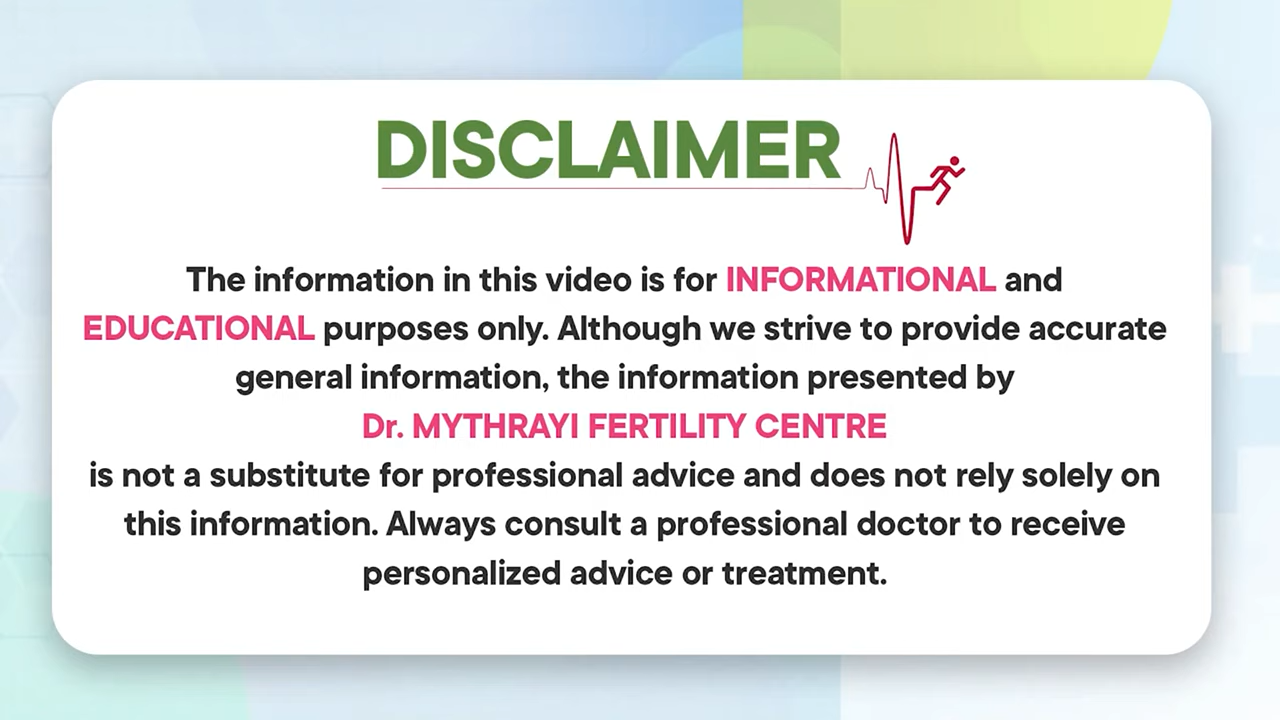 DISCLAIMER
The information in this video is for INFORMATIONAL and
EDUCATIONAL purposes only. Although we strive to provide accurate
general information, the information presented by
Dr. MYTHRAYI FERTILITY CENTRE
is not a substitute for professional advice and does not rely solely on
this information. Always consult a professional doctor to receive
personalized advice or treatment.